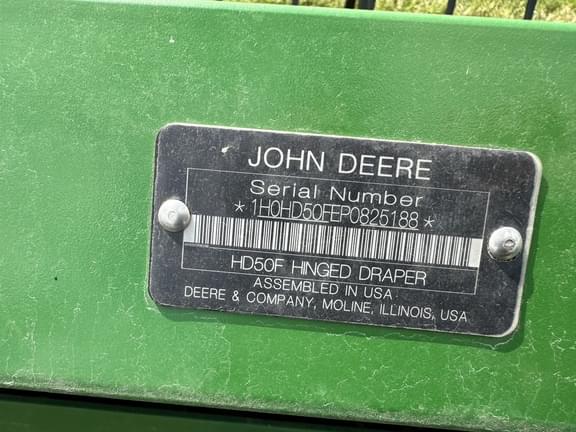 JOHN DEERE
Serial Number
*1H0HD50FEP0825188*
HD50F HINGED DRAPER
ASSEMBLED IN USA
DEERE & COMPANY, MOLINE, ILLINOIS, USA